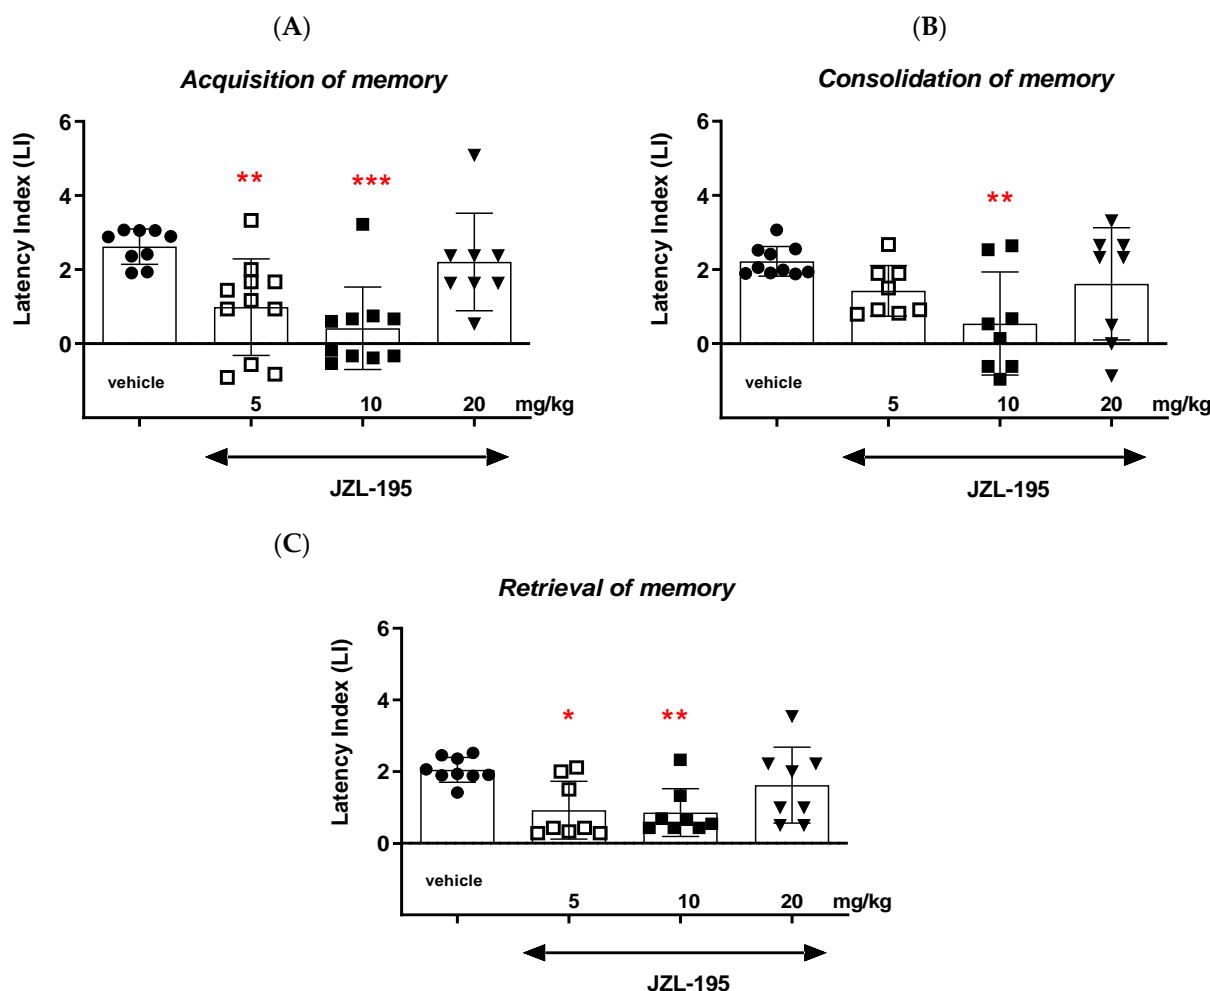 (A)
Acquisition of memory
Latency Index (LI)
6
4
2
0
** ***
vehicle
5 10 20 mg/kg
JZL-195
(B)
Consolidation of memory
Latency Index (LI)
6
4
2
0
**
vehicle
5 10 20 mg/kg
JZL-195
(C)
Retrieval of memory
Latency Index (LI)
6
4
2
0
* **
vehicle
5 10 20 mg/kg
JZL-195